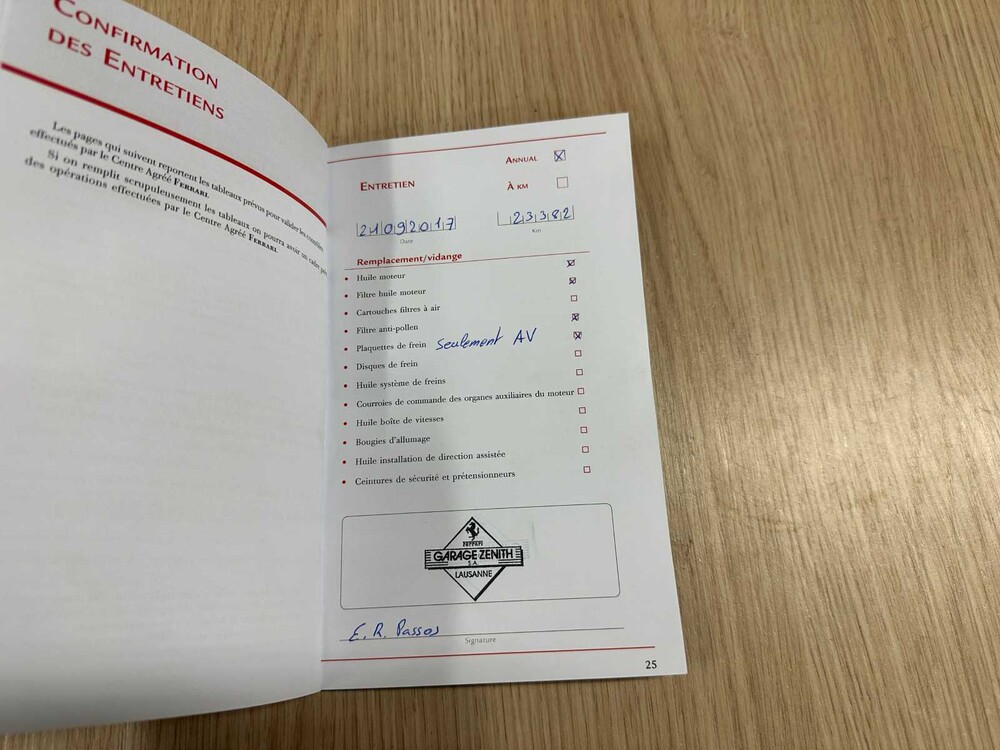 CONFIRMATION
DES ENTRETIENS
Les pages qui suivent reportent les tableaux prévus pour valider les
effectués par le Centre Agréé FERRARI.
Si on remplit scrupuleusement les tableaux on pourra avoir un cadre
des opérations effectuées par le Centre Agréé FERRARI.
ENTRETIEN
ANNUAL
À KM
21092017
23382
Date
Km
Remplacement/vidange
• Huile moteur
• Filtre huile moteur
• Cartouches filtres à air
• Filtre anti-pollen
• Plaquettes de frein Seulement AV
• Disques de frein
• Huile système de freins
• Courroies de commande des organes auxiliaires du moteur
• Huile boîte de vitesses
• Bougies d'allumage
• Huile installation de direction assistée
• Ceintures de sécurité et prétensionneurs
FERRARI
GARAGE ZENITH
S.A.
LAUSANNE
E. R. Passos
Signature
25